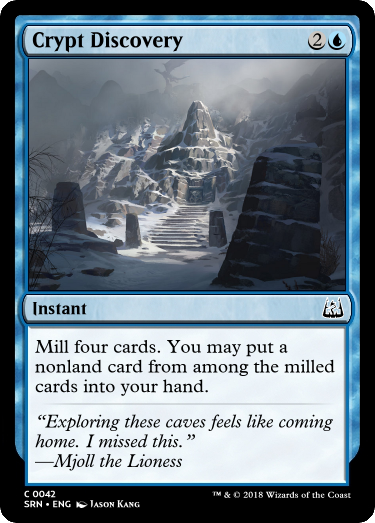 Crypt Discovery 2
Instant
Mill four cards. You may put a
nonland card from among the milled
cards into your hand.
“Exploring these caves feels like coming
home. I missed this.”
—Mjoll the Lioness
C 0042
SRN • ENG Jason Kang
™ & © 2018 Wizards of the Coast